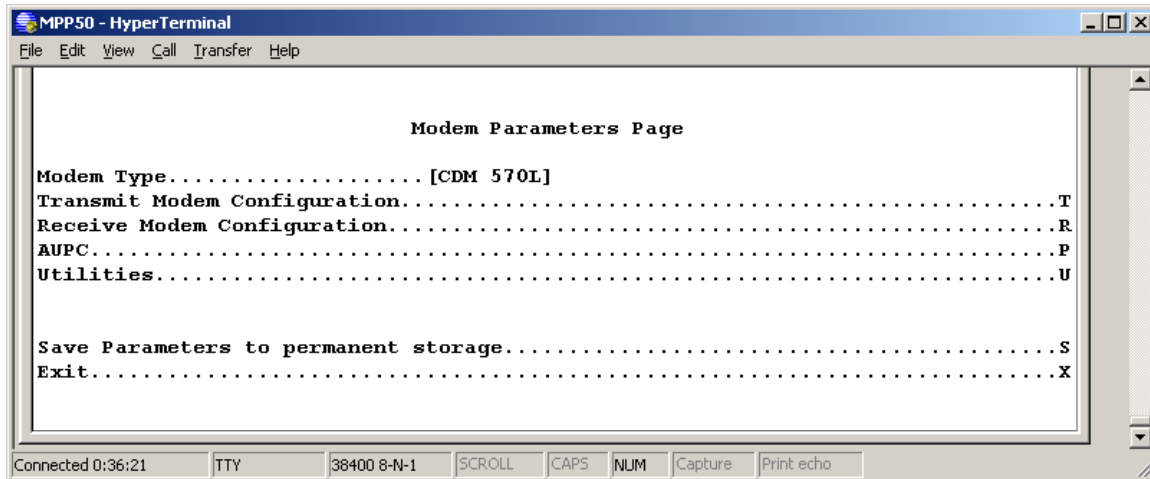 MPP50 - HyperTerminal
File Edit View Call Transfer Help
Modem Parameters Page
Modem Type....................[CDM 570L]
Transmit Modem Configuration....................................................T
Receive Modem Configuration.....................................................R
AUPC............................................................................P
Utilities.......................................................................U
Save Parameters to permanent storage............................................S
Exit............................................................................X
Connected 0:36:21 TTY 38400 8-N-1 SCROLL CAPS NUM Capture Print echo